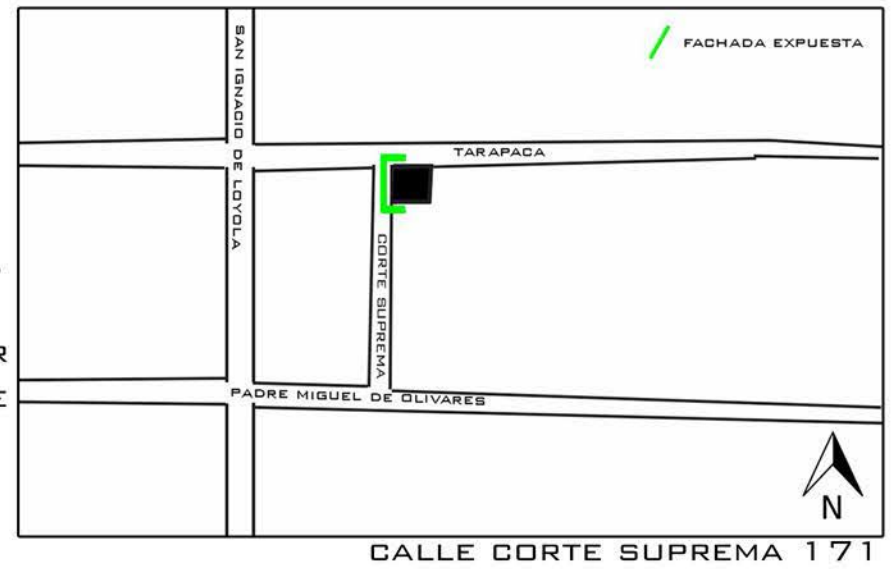 SAN IGNACIO DE LOYOLA
FACHADA EXPUESTA
TARAPACA
CORTE SUPREMA
PADRE MIGUEL DE OLIVARES
N
CALLE CORTE SUPREMA 171